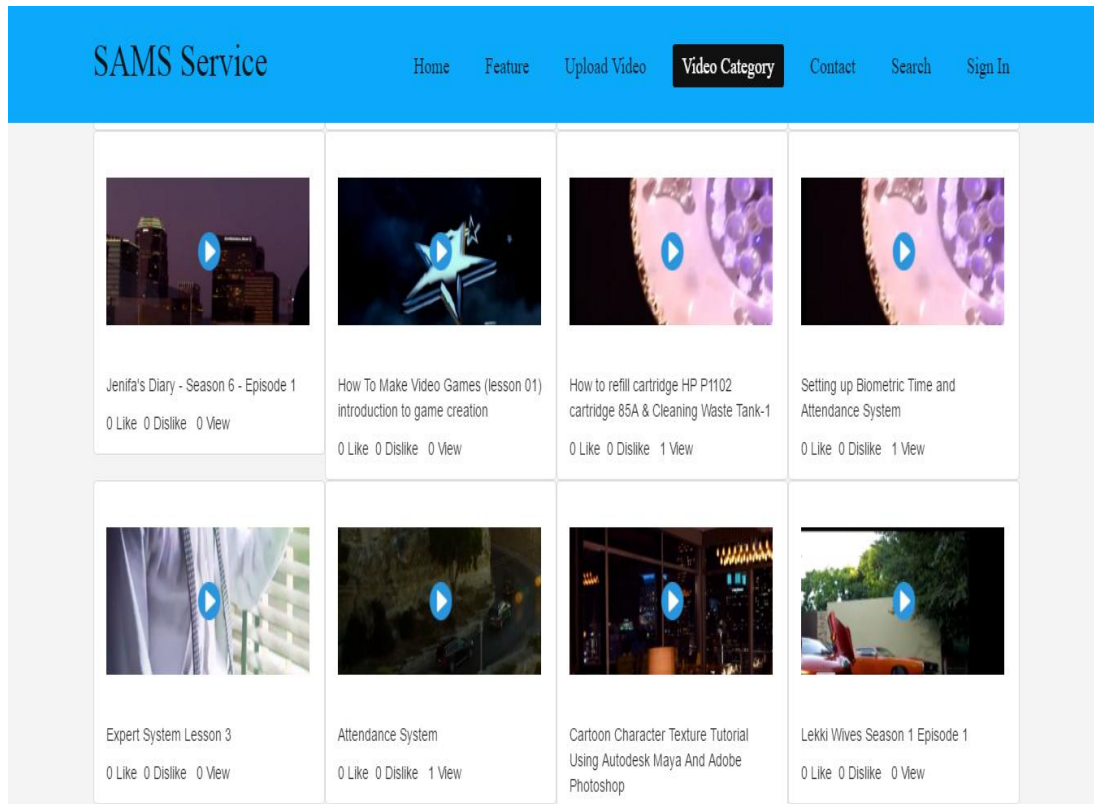 SAMS Service
Home Feature Upload Video Video Category Contact Search Sign In
Jenifa's Diary - Season 6 - Episode 1
0 Like 0 Dislike 0 View
How To Make Video Games (lesson 01)
introduction to game creation
0 Like 0 Dislike 0 View
How to refill cartridge HP P1102
cartridge 85A & Cleaning Waste Tank-1
0 Like 0 Dislike 1 View
Setting up Biometric Time and
Attendance System
0 Like 0 Dislike 1 View
Expert System Lesson 3
0 Like 0 Dislike 0 View
Attendance System
0 Like 0 Dislike 1 View
Cartoon Character Texture Tutorial
Using Autodesk Maya And Adobe
Photoshop
Lekki Wives Season 1 Episode 1
0 Like 0 Dislike 0 View